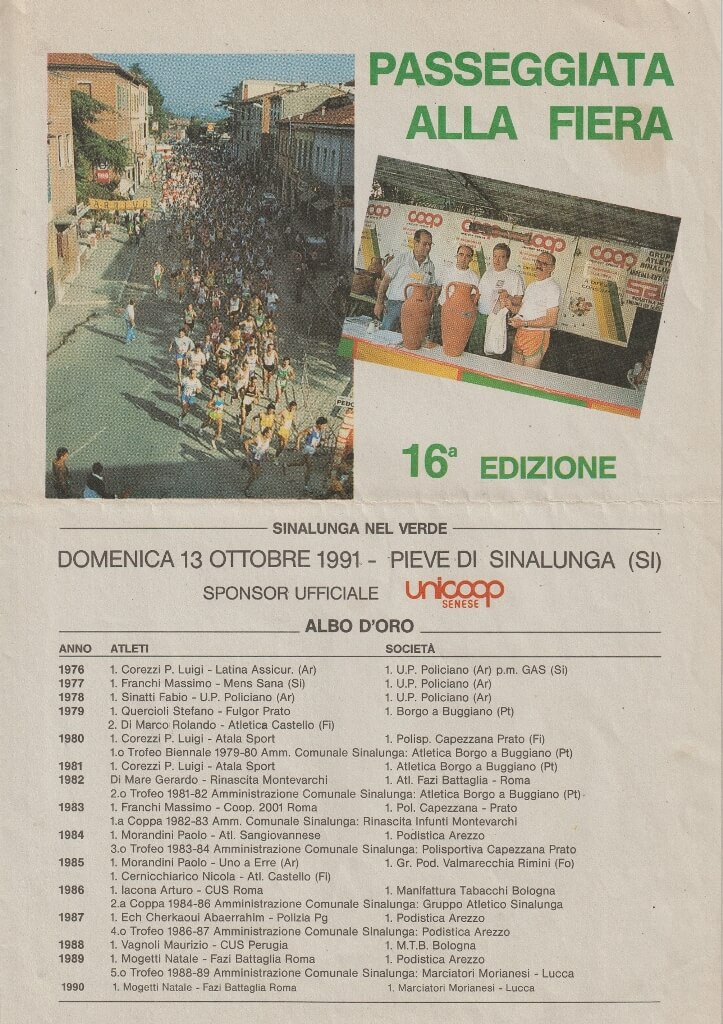 PASSEGGIATA
ALLA FIERA
coop
coop
coop
coop
16ª EDIZIONE
SINALUNGA NEL VERDE
DOMENICA 13 OTTOBRE 1991 - PIEVE DI SINALUNGA (SI)
SPONSOR UFFICIALE unicoop
SENESE
ALBO D'ORO
ANNO ATLETI SOCIETÀ
1976 1. Corezzi P. Luigi - Latina Assicur. (Ar) 1. U.P. Policiano (Ar) p.m. GAS (Si)
1977 1. Franchi Massimo - Mens Sana (Si) 1. U.P. Policiano (Ar)
1978 1. Sinatti Fabio - U.P. Policiano (Ar) 1. U.P. Policiano (Ar)
1979 1. Quercioli Stefano - Fulgor Prato 1. Borgo a Buggiano (Pt)
2. Di Marco Rolando - Atletica Castello (Fi)
1980 1. Corezzi P. Luigi - Atala Sport 1. Polisp. Capezzana Prato (Fi)
1.o Trofeo Biennale 1979-80 Amm. Comunale Sinalunga: Atletica Borgo a Buggiano (Pt)
1981 1. Corezzi P. Luigi - Atala Sport 1. Atletica Borgo a Buggiano (Pt)
1982 Di Mare Gerardo - Rinascita Montevarchi 1. Atl. Fazi Battaglia - Roma
2.o Trofeo 1981-82 Amministrazione Comunale Sinalunga: Atletica Borgo a Buggiano (Pt)-
1983 1. Franchi Massimo - Coop. 2001 Roma 1. Pol. Capezzana - Prato
1.a Coppa 1982-83 Amm. Comunale Sinalunga: Rinascita Infunti Montevarchi
1984 1. Morandini Paolo - Atl. Sangiovannese 1. Podistica Arezzo
3.o Trofeo 1983-84 Amministrazione Comunale Sinalunga: Polisportiva Capezzana Prato
1985 1. Morandini Paolo - Uno a Erre (Ar) 1. Gr. Pod. Valmarecchia Rimini (Fo)
1. Cernicchiarico Nicola - Atl. Castello (Fi)
1986 1. Iacona Arturo - CUS Roma 1. Manifattura Tabacchi Bologna
2.a Coppa 1984-86 Amministrazione Comunale Sinalunga: Gruppo Atletico Sinalunga
1987 1. Ech Cherkaoui Abaerrahim - Polizia Pg 1. Podistica Arezzo
4.o Trofeo 1986-87 Amministrazione Comunale Sinalunga: Podistica Arezzo
1988 1. Vagnoli Maurizio - CUS Perugia 1. M.T.B. Bologna
1989 1. Mogetti Natale - Fazi Battaglia Roma 1. Podistica Arezzo
5.o Trofeo 1988-89 Amministrazione Comunale Sinalunga: Marciatori Morianesi - Lucca
1990 1. Mogetti Natale - Fazi Battaglia Roma 1. Marciatori Morianesi - Lucca